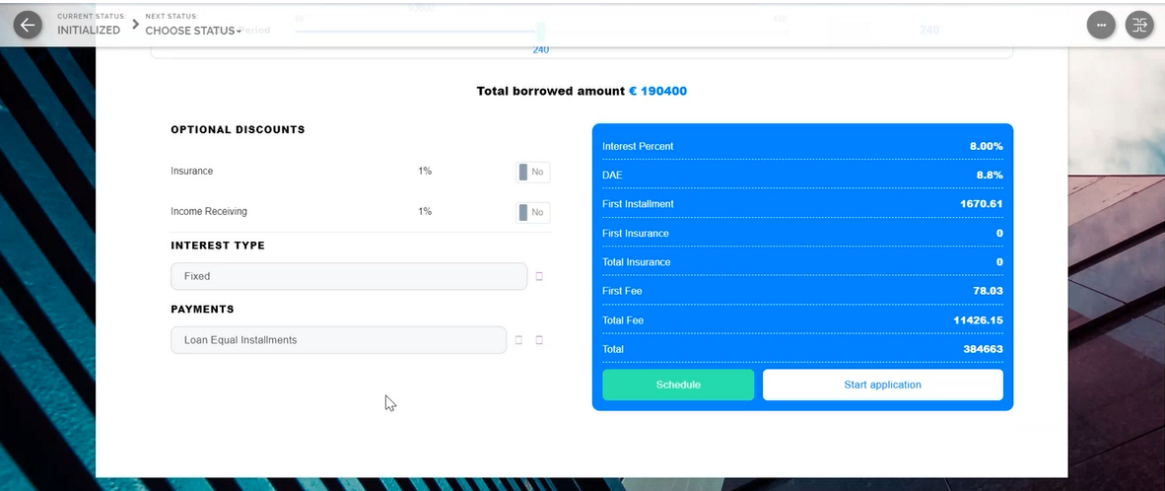 CURRENT STATUS:
INITIALIZED
NEXT STATUS:
CHOOSE STATUS
Period
240
240
Total borrowed amount € 190400
OPTIONAL DISCOUNTS
Insurance 1% No
Income Receiving 1% No
INTEREST TYPE
Fixed
PAYMENTS
Loan Equal Installments
Interest Percent 8.00%
DAE 8.8%
First Installment 1670.61
First Insurance 0
Total Insurance 0
First Fee 78.03
Total Fee 11426.15
Total 384663
Schedule
Start application